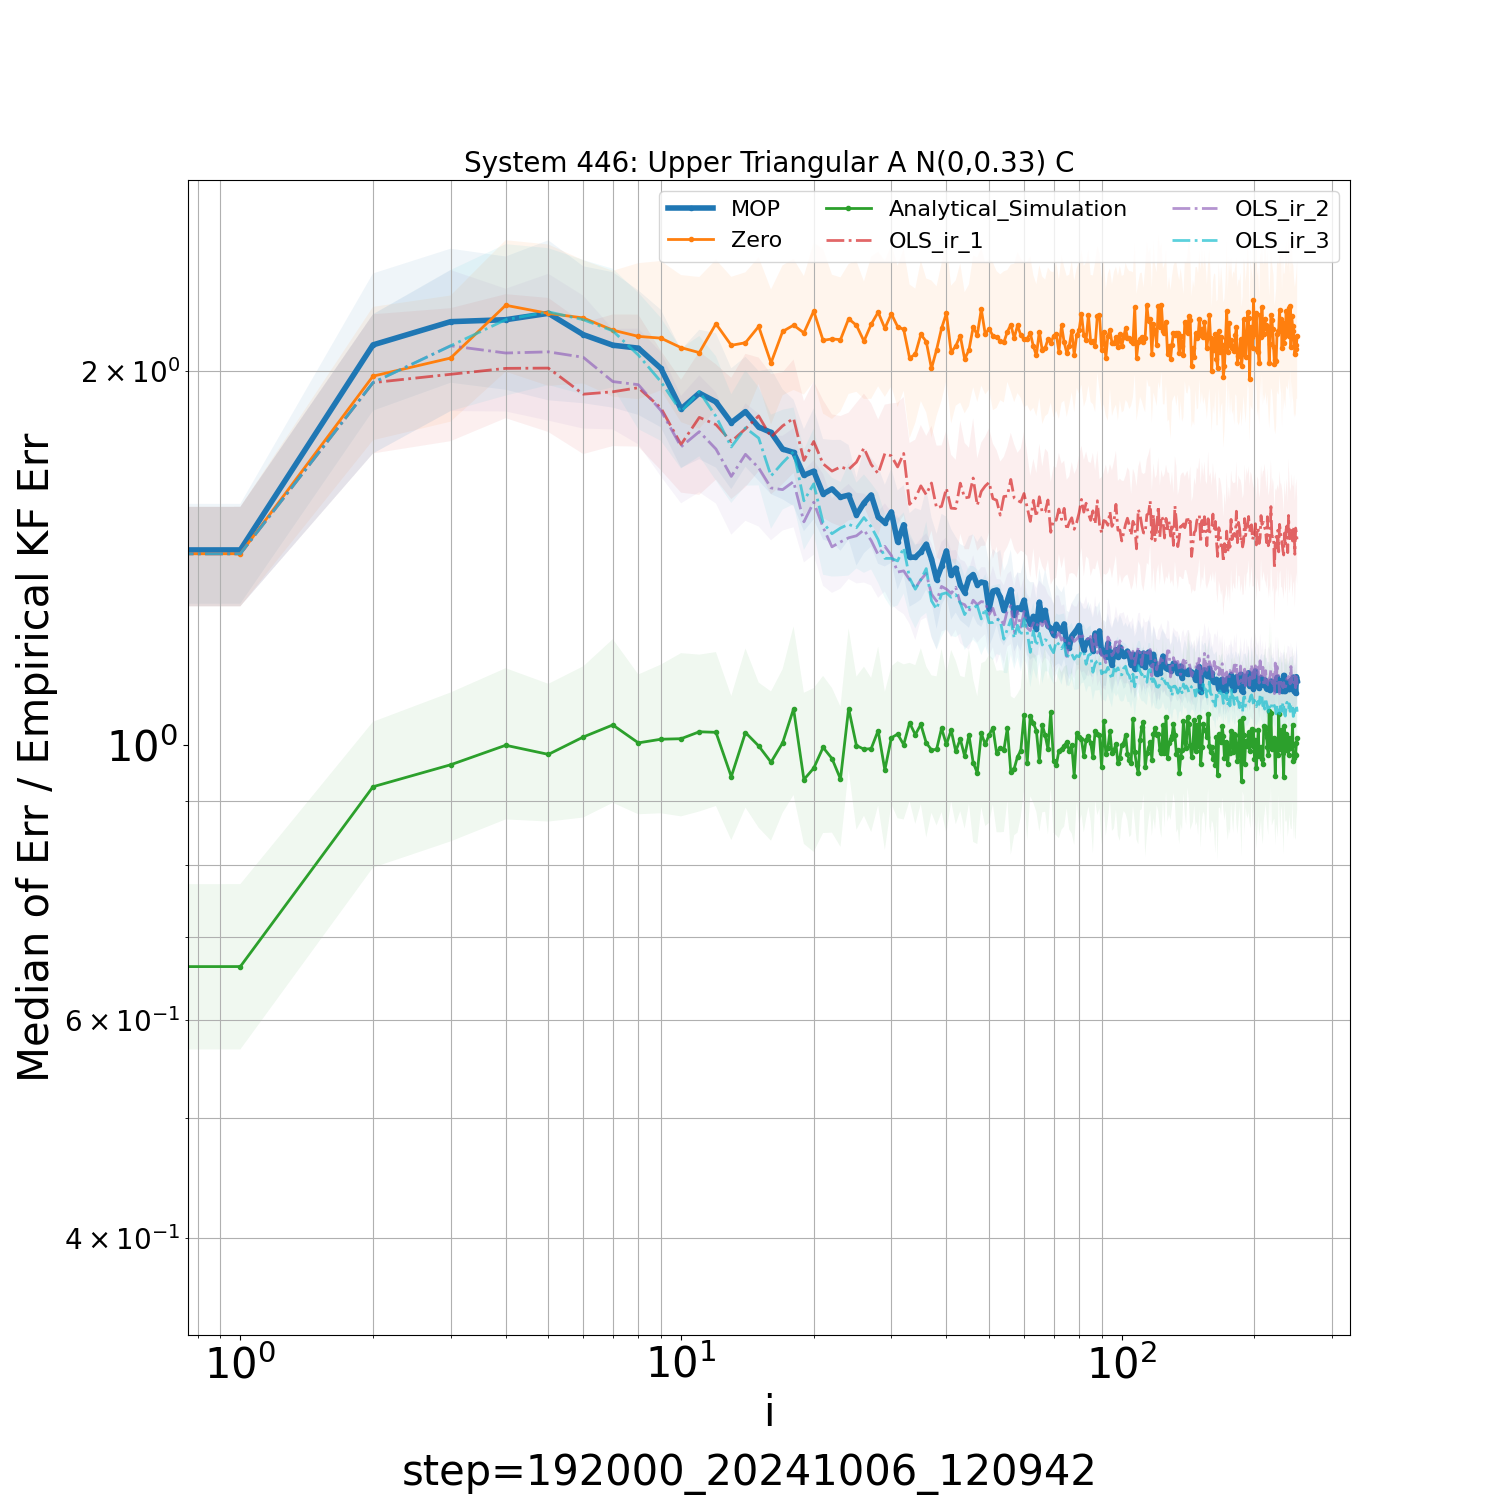 System 446: Upper Triangular A N(0,0.33) C
MOP
Zero
Analytical_Simulation
OLS_ir_1
OLS_ir_2
OLS_ir_3
Median of Err / Empirical KF Err
2 × 10⁰
10⁰
6 × 10⁻¹
4 × 10⁻¹
10⁰ 10¹ 10²
i
step=192000_20241006_120942